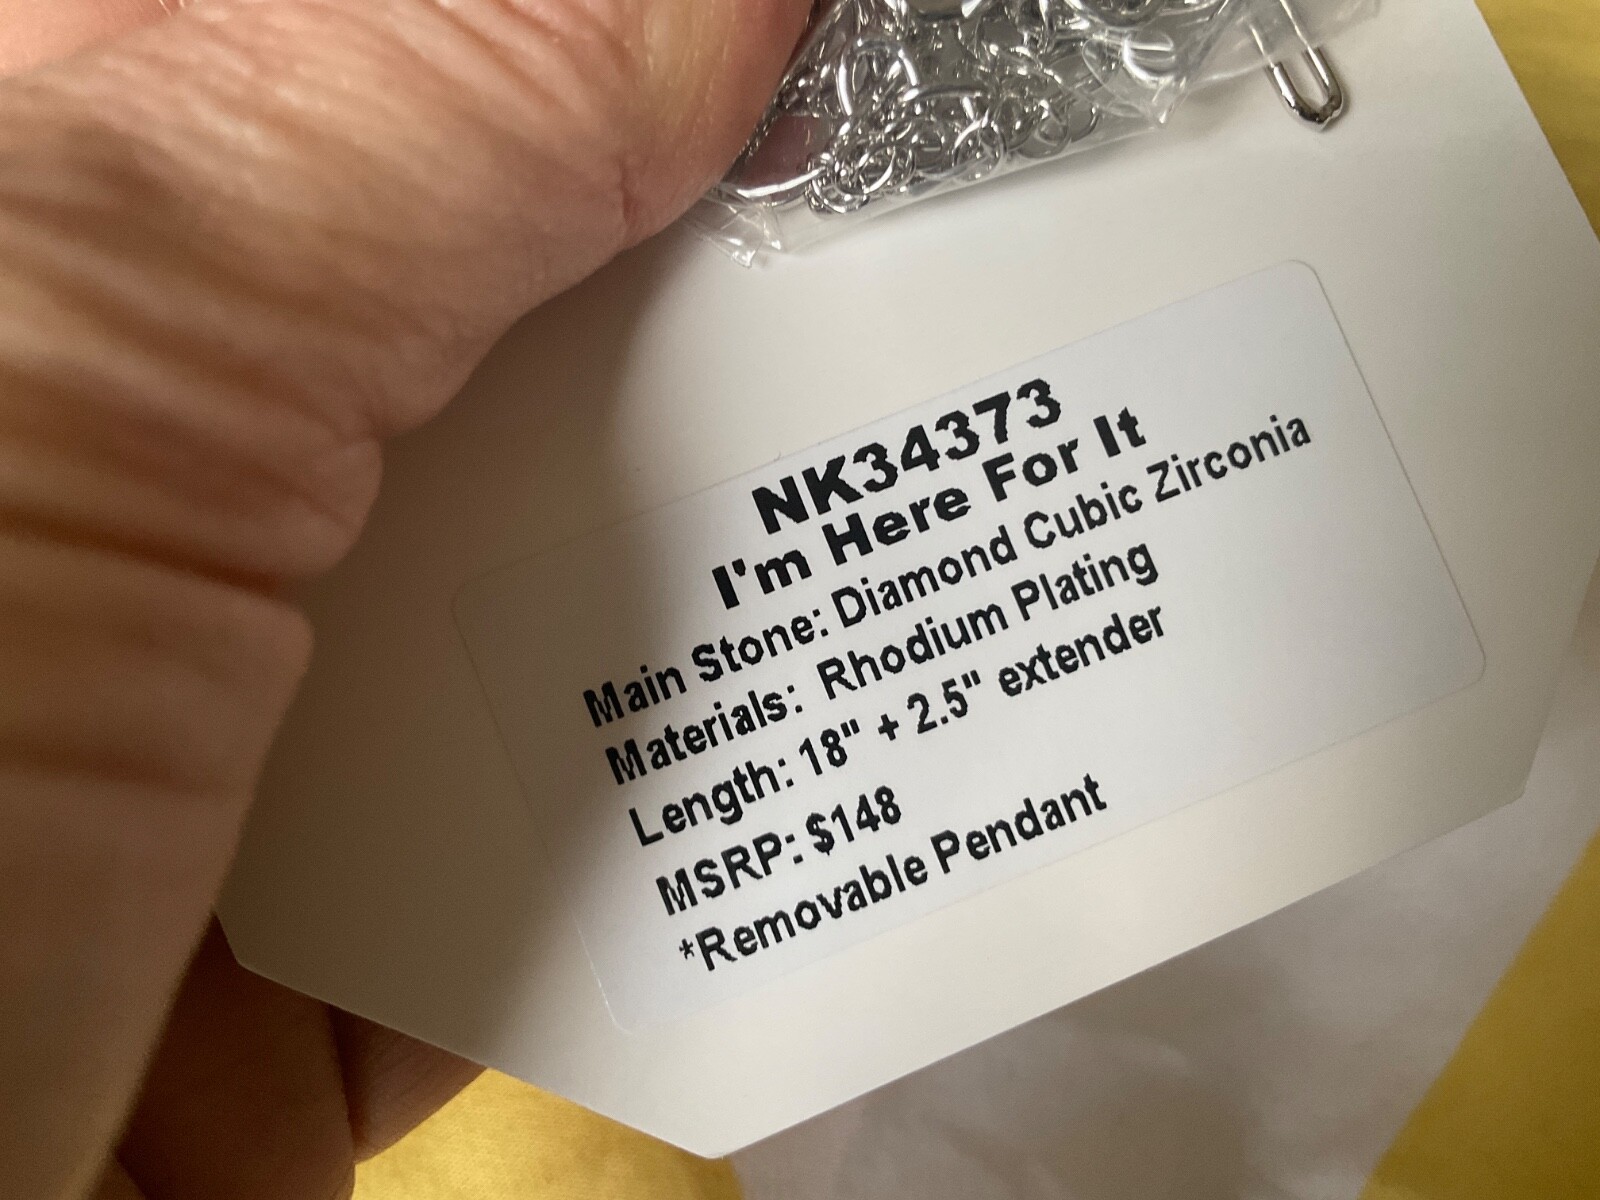 NK34373
I'm Here For It
Main Stone: Diamond Cubic Zirconia
Materials: Rhodium Plating
Length: 18" + 2.5" extender
MSRP: $148
*Removable Pendant